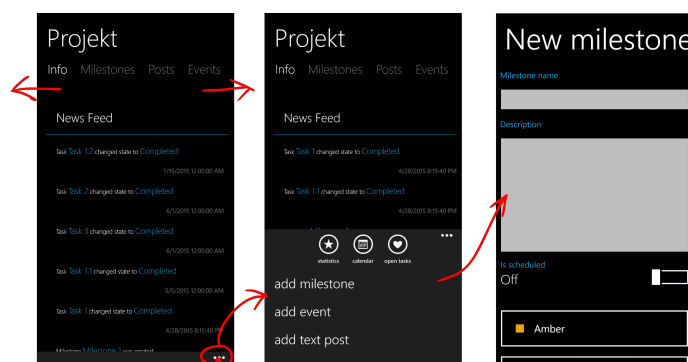 Projekt
Info Milestones Posts Events
News Feed
Task Task 1.2 changed state to Completed
7/15/2015 12:00:00 AM
Task Task 2 changed state to Completed
6/1/2015 12:00:00 AM
Task Task 3 changed state to Completed
6/1/2015 12:00:00 AM
Task Task 1.1 changed state to Completed
5/5/2015 12:00:00 AM
Task Task 1 changed state to Completed
4/28/2015 8:15:40 PM
Milestone Milestone 1 was created
Projekt
Info Milestones Posts Events
News Feed
Task Task 1 changed state to Completed
4/28/2015 8:15:40 PM
Task Task 1.1 changed state to Completed
4/28/2015 8:15:40 PM
statistics calendar open tasks
add milestone
add event
add text post
New milestone
Milestone name
Description
Is scheduled
Off
Amber